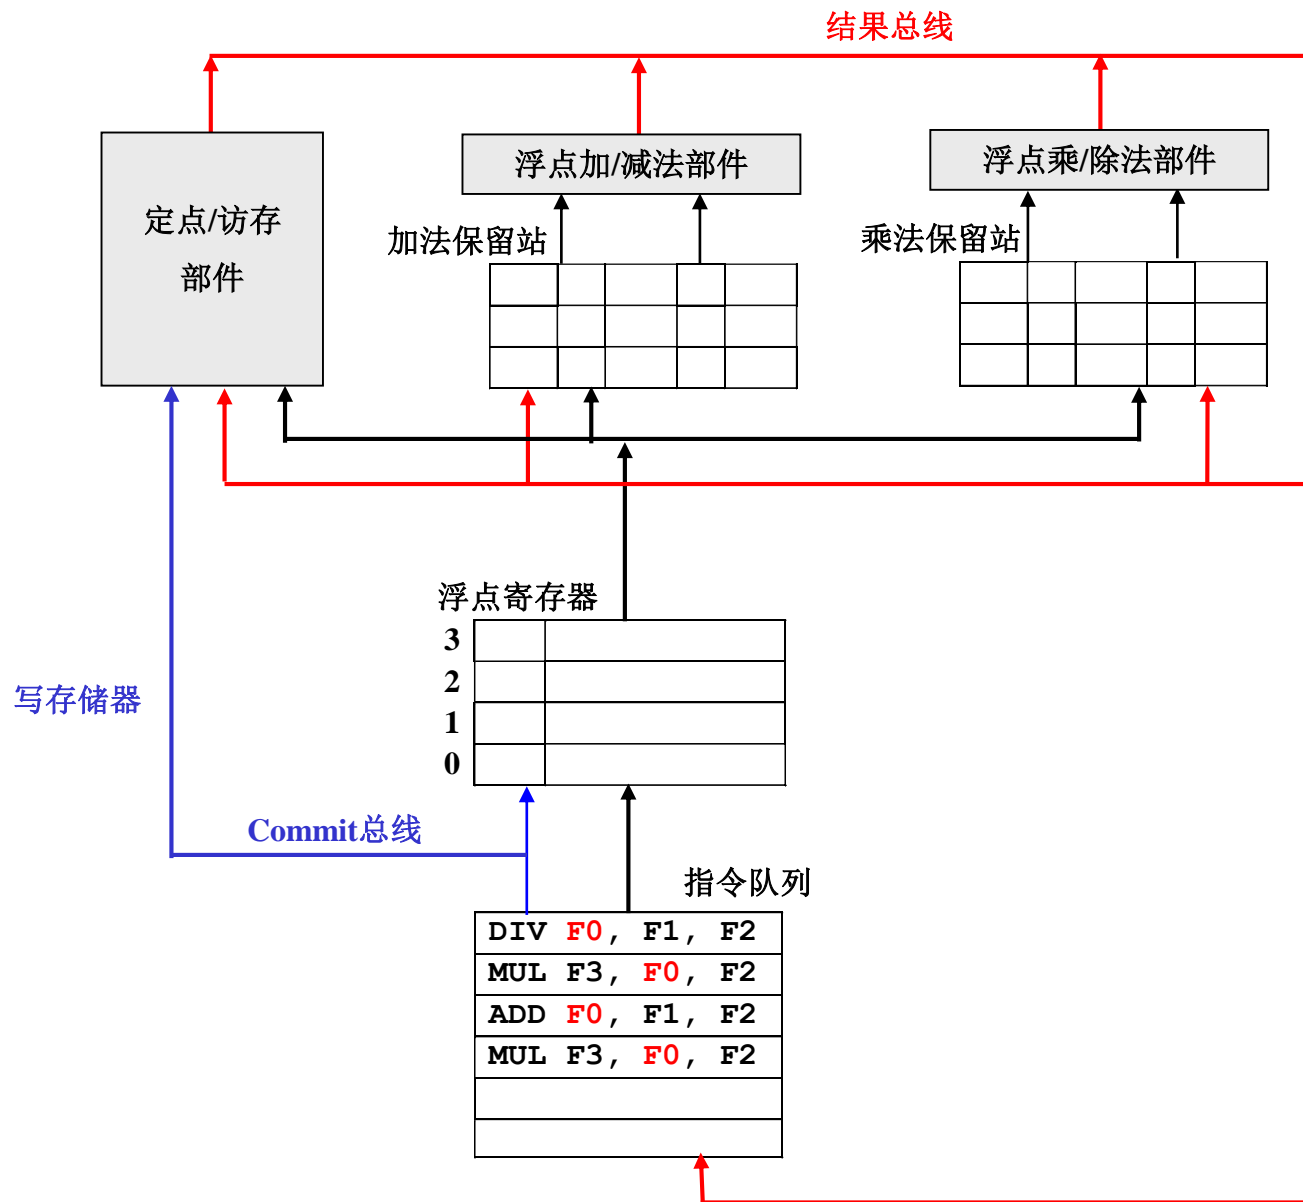 结果总线
浮点加/减法部件
浮点乘/除法部件
定点/访存
部件
加法保留站
乘法保留站
浮点寄存器
3
2
1
0
写存储器
Commit总线
指令队列
DIV F0, F1, F2
MUL F3, F0, F2
ADD F0, F1, F2
MUL F3, F0, F2